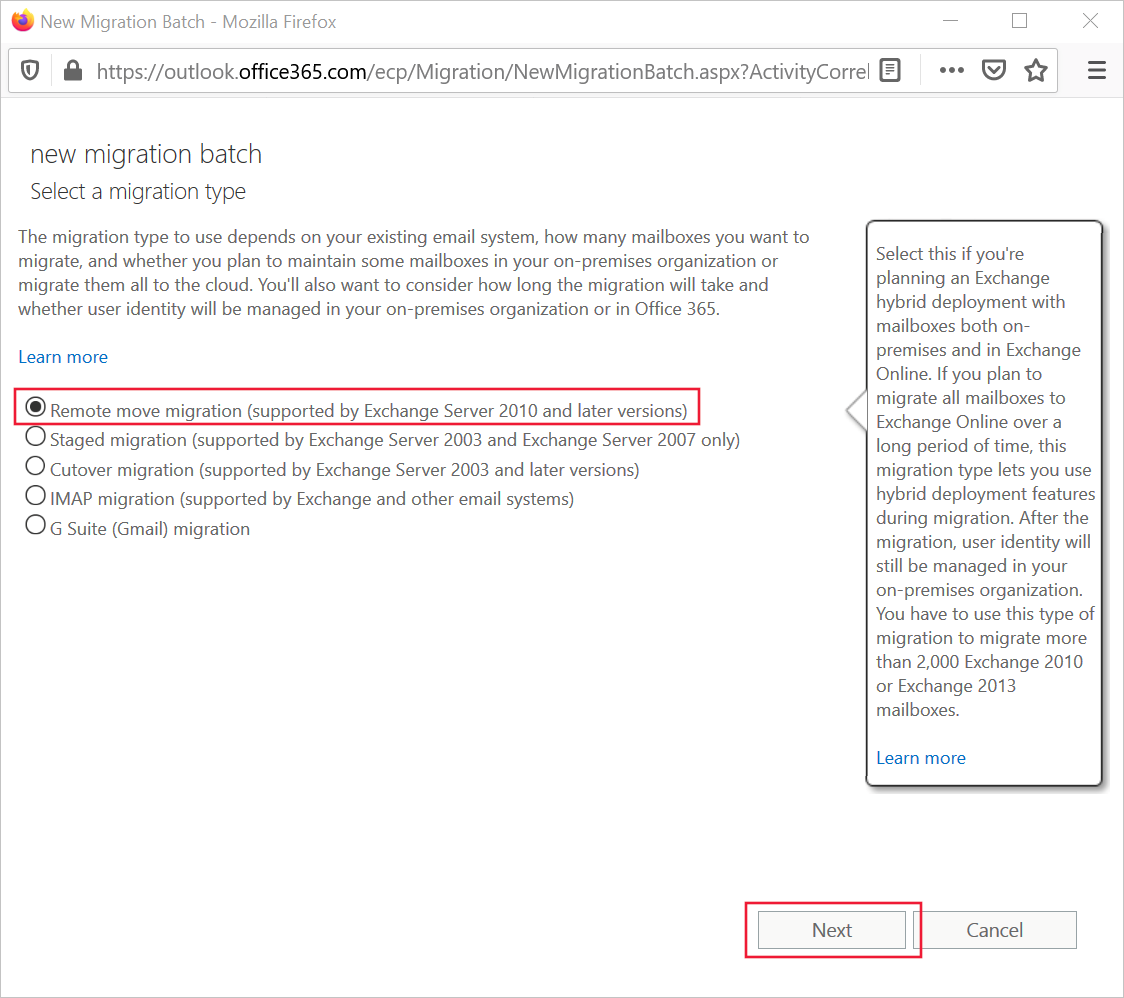 New Migration Batch - Mozilla Firefox
https://outlook.office365.com/ecp/Migration/NewMigrationBatch.aspx?ActivityCorrel
new migration batch
Select a migration type
The migration type to use depends on your existing email system, how many mailboxes you want to
migrate, and whether you plan to maintain some mailboxes in your on-premises organization or
migrate them all to the cloud. You'll also want to consider how long the migration will take and
whether user identity will be managed in your on-premises organization or in Office 365.
Learn more
Remote move migration (supported by Exchange Server 2010 and later versions)
Staged migration (supported by Exchange Server 2003 and Exchange Server 2007 only)
Cutover migration (supported by Exchange Server 2003 and later versions)
IMAP migration (supported by Exchange and other email systems)
G Suite (Gmail) migration
Select this if you're
planning an Exchange
hybrid deployment with
mailboxes both on-
premises and in Exchange
Online. If you plan to
migrate all mailboxes to
Exchange Online over a
long period of time, this
migration type lets you use
hybrid deployment features
during migration. After the
migration, user identity will
still be managed in your
on-premises organization.
You have to use this type of
migration to migrate more
than 2,000 Exchange 2010
or Exchange 2013
mailboxes.
Learn more
Next
Cancel